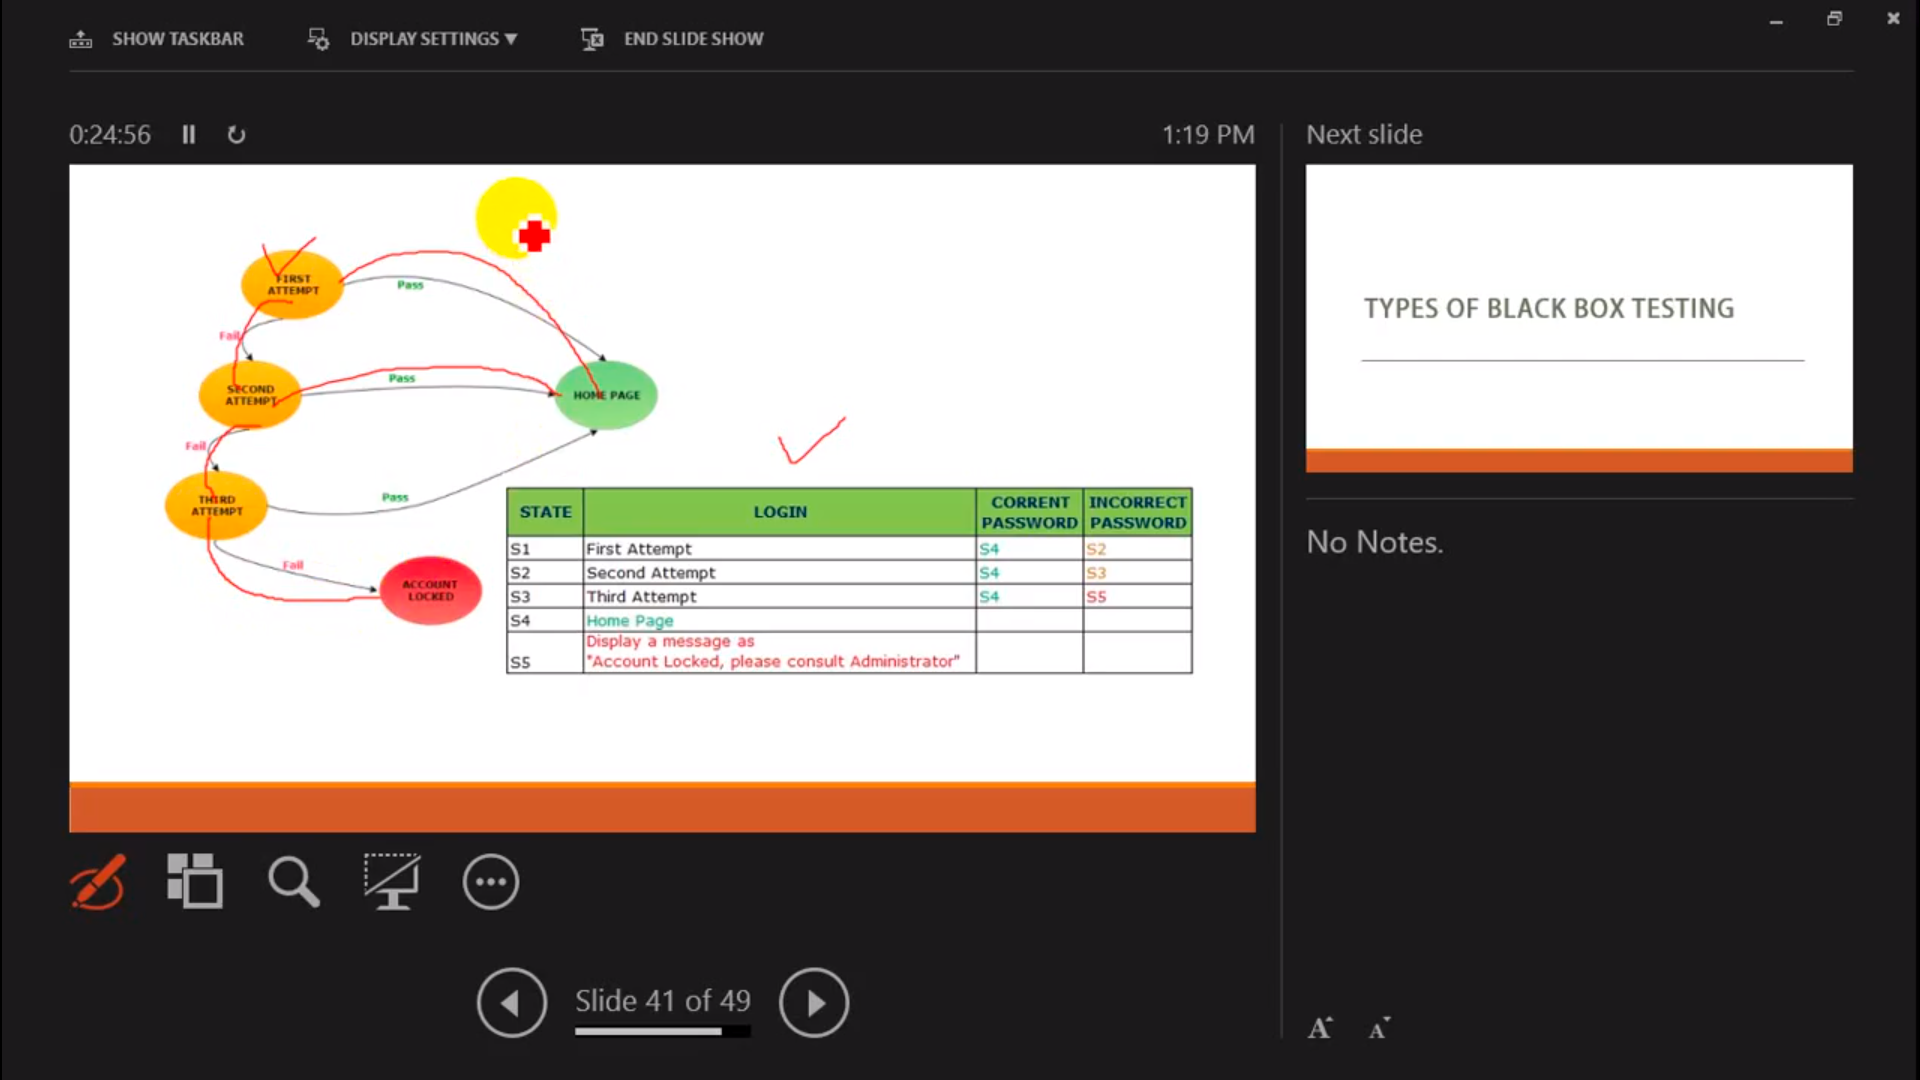 SHOW TASKBAR
DISPLAY SETTINGS
END SLIDE SHOW
0:24:56
1:19 PM
Next slide
FIRST
ATTEMPT
Pass
Fail
SECOND
ATTEMPT
Pass
HOME PAGE
Fail
THIRD
ATTEMPT
Pass
Fail
ACCOUNT
LOCKED
STATE LOGIN CORRENT PASSWORD INCORRECT PASSWORD
S1 First Attempt S4 S2
S2 Second Attempt S4 S3
S3 Third Attempt S4 S5
S4 Home Page
S5 Display a message as
"Account Locked, please consult Administrator"
TYPES OF BLACK BOX TESTING
No Notes.
Slide 41 of 49
A A